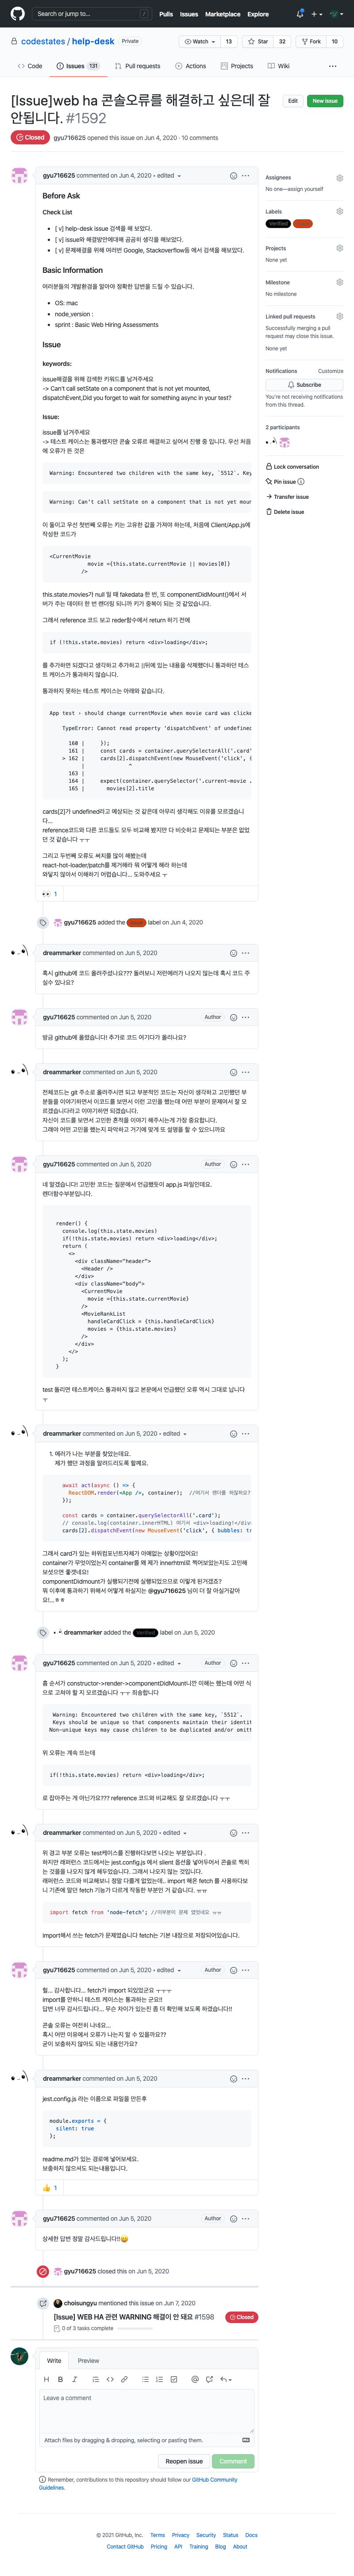 Search or jump to...
/
Pulls Issues Marketplace Explore
codestates / help-desk Private
Watch 13 Star 32 Fork 10
Code Issues 131 Pull requests Actions Projects Wiki
[Issue]web ha 콘솔오류를 해결하고 싶은데 잘
안됩니다. #1592
Edit New issue
Closed gyu716625 opened this issue on Jun 4, 2020 · 10 comments
gyu716625 commented on Jun 4, 2020 • edited
Before Ask
Check List
[ v] help-desk issue 검색을 해 보았다.
[ v] issue와 해결방안에대해 곰곰히 생각을 해보았다.
[ v] 문제해결을 위해 여러번 Google, Stackoverflow등 에서 검색을 해보았다.
Basic Information
여러분들의 개발환경을 알아야 정확한 답변을 드릴 수 있습니다.
OS: mac
node_version :
sprint : Basic Web Hiring Assessments
Issue
keywords:
issue해결을 위해 검색한 키워드를 남겨주세요
-> Can't call setState on a component that is not yet mounted,
dispatchEvent,Did you forget to wait for something async in your test?
Issue:
issue를 남겨주세요
-> 테스트 케이스는 통과했지만 콘솔 오류르 해결하고 싶어서 진행 중 입니다. 우선 처음
에 오류가 뜬 것은
Warning: Encountered two children with the same key, `5512`. Key
Warning: Can't call setState on a component that is not yet moun
이 둘이고 우선 첫번째 오류는 키는 고유한 값을 가져야 하는데, 처음에 Client/App.js에
작성한 코드가
<CurrentMovie
movie ={this.state.currentMovie || movies[0]}
/>
this.state.movies가 null 일 때 fakedata 한 번, 또 componentDidMount()에서 서
버가 주는 데이터 한 번 랜더링 되니까 키가 중복이 되는 것 같았습니다.
그래서 reference 코드 보고 reder함수에서 return 하기 전에
if (!this.state.movies) return <div>loading</div>;
를 추가하면 되겠다고 생각하고 추가하고 ||뒤에 있는 내용을 삭제했더니 통과하던 테스
트 케이스가 통과하지 않습니다.
통과하지 못하는 테스트 케이스는 아래와 같습니다.
App test › should change currentMovie when movie card was clicke
TypeError: Cannot read property 'dispatchEvent' of undefined
160 | });
161 | const cards = container.querySelectorAll('.card'
> 162 | cards[2].dispatchEvent(new MouseEvent('click', {
| ^
163 |
164 | expect(container.querySelector('.current-movie .
165 | movies[2].title
cards[2]가 undefined라고 예상되는 것 같은데 아무리 생각해도 이유를 모르겠습니
다...
reference코드와 다른 코드들도 모두 비교해 봤지만 다 비슷하고 문제되는 부분은 없었
던 것 같습니다 ㅜㅜ
그리고 두번째 오류도 써치를 많이 해봤는데
react-hot-loader/patch를 제거해라 뭐 어떻게 해라 하는데
와닿지 않아서 이해하기 어렵습니다... 도와주세요 ㅜ
👀 1
gyu716625 added the label on Jun 4, 2020
dreammarker commented on Jun 5, 2020
혹시 github에 코드 올려주셨나요??? 돌려보니 저런에러가 나오지 않는데 혹시 코드 주
실수 있나요?
gyu716625 commented on Jun 5, 2020 Author
방금 github에 올렸습니다! 추가로 코드 여기다가 올리나요?
dreammarker commented on Jun 5, 2020
전체코드는 git 주소로 올려주시면 되고 부분적인 코드는 자신이 생각하고 고민했던 부
분들을 이야기하면서 이코드를 보면서 이런 고민을 했는데 어떤 부분이 문제여서 잘 모
르겠습니다라고 이야기하면 되겠습니다.
자신이 코드를 보면서 고민한 흔적을 이야기 해주시는게 가장 중요합니다.
그래야 어떤 고민을 했는지 파악하고 거기에 맞게 또 설명을 할 수 있으니까요
gyu716625 commented on Jun 5, 2020 Author
네 알겠습니다! 고민한 코드는 질문에서 언급했듯이 app.js 파일인데요.
렌더함수부분입니다.
render() {
console.log(this.state.movies)
if(!this.state.movies) return <div>loading</div>;
return (
<>
<div className="header">
<Header />
</div>
<div className="body">
<CurrentMovie
movie ={this.state.currentMovie}
/>
<MovieRankList
handleCardClick = {this.handleCardClick}
movies = {this.state.movies}
/>
</div>
</>
);
}
test 돌리면 테스트케이스 통과하지 않고 본문에서 언급했던 오류 역시 그대로 납니다
ㅜ
dreammarker commented on Jun 5, 2020 • edited
1. 에러가 나는 부분을 찾았는데요.
제가 했던 과정을 알려드리도록 할께요.
await act(async () => {
ReactDOM.render(<App />, container); //여기서 랜더를 하잖아요?
});
const cards = container.querySelectorAll('.card');
// console.log(container.innerHTML) 여기서 <div>loading!</div>
cards[2].dispatchEvent(new MouseEvent('click', { bubbles: tr
그래서 card가 있는 하위컴포넌트자체가 아예없는 상황이었어요!
container가 무엇이었는지 container를 왜 제가 innerhtml로 찍어보았는지도 고민해
보셧으면 좋겟네요!
componentDidmount가 실행되기전에 실행되었으므로 이렇게 된거겠죠?
뭐 이후에 통과하기 위해서 어떻게 하실지는 @gyu716625 님이 더 잘 아실거같아
요!... ㅎㅎ
dreammarker added the label on Jun 5, 2020
gyu716625 commented on Jun 5, 2020 • edited Author
흠 순서가 constructor->render->componentDidMount니깐 이해는 했는데 어떤 식
으로 고쳐야 할 지 모르겠습니다 ㅜㅜ 죄송합니다
Warning: Encountered two children with the same key, `5512`.
Keys should be unique so that components maintain their identit
Non-unique keys may cause children to be duplicated and/or omitt
위 오류는 계속 뜨는데
if(!this.state.movies) return <div>loading</div>;
로 잡아주는 게 아닌가요??? reference 코드와 비교해도 잘 모르겠습니다 ㅜㅜ
dreammarker commented on Jun 5, 2020 • edited
위 경고 부분 오류는 test케이스를 진행하다보면 나오는 부분입니다 .
하지만 래퍼런스 코드에서는 jest.config.js 에서 silent 옵션을 넣어두어서 콘솔로 찍히
는 것을을 나오지 않게 해두었습니다. 그래서 나오지 않는 것입니다.
래퍼런스 코드와 비교해보니 정말 다를게 없었는데.. import 해온 fetch 를 사용하다보
니 기존에 알던 fetch 기능가 다르게 작동한 부분인 거 같습니다. ㅠㅠ
import fetch from 'node-fetch'; //이부분이 문제 였엇네요 ㅠㅠ
import해서 쓰는 fetch가 문제였습니다 fetch는 기본 내장으로 저장되어있습니다.
gyu716625 commented on Jun 5, 2020 • edited Author
헐... 감사합니다... fetch가 import 되있었군요 ㅜㅜㅜ
import를 안하니 테스트 케이스는 통과하는 군요!!
답변 너무 감사드립니다... 무슨 차이가 있는진 좀 더 확인해 보도록 하겠습니다!!
콘솔 오류는 여전히 나네요...
혹시 어떤 이유에서 오류가 나는지 알 수 있을까요??
굳이 보충하지 않아도 되는 내용인가요?
dreammarker commented on Jun 5, 2020
jest.config.js 라는 이름으로 파일을 만든후
module.exports = {
silent: true
};
readme.md가 있는 경로에 넣어보세요.
보충하지 않으셔도 되는내용입니다.
👍 1
gyu716625 commented on Jun 5, 2020 Author
상세한 답변 정말 감사드립니다!!😄
gyu716625 closed this on Jun 5, 2020
choisungyu mentioned this issue on Jun 7, 2020
[Issue] WEB HA 관련 WARNING 해결이 안 돼요 #1598 Closed
0 of 3 tasks complete
Write Preview
Leave a comment
Attach files by dragging & dropping, selecting or pasting them.
Reopen issue Comment
Remember, contributions to this repository should follow our GitHub Community
Guidelines.
Assignees
No one—assign yourself
Labels
Verified
Projects
None yet
Milestone
No milestone
Linked pull requests
Successfully merging a pull
request may close this issue.
None yet
Notifications Customize
Subscribe
You're not receiving notifications
from this thread.
2 participants
Lock conversation
Pin issue
Transfer issue
Delete issue
© 2021 GitHub, Inc. Terms Privacy Security Status Docs
Contact GitHub Pricing API Training Blog About